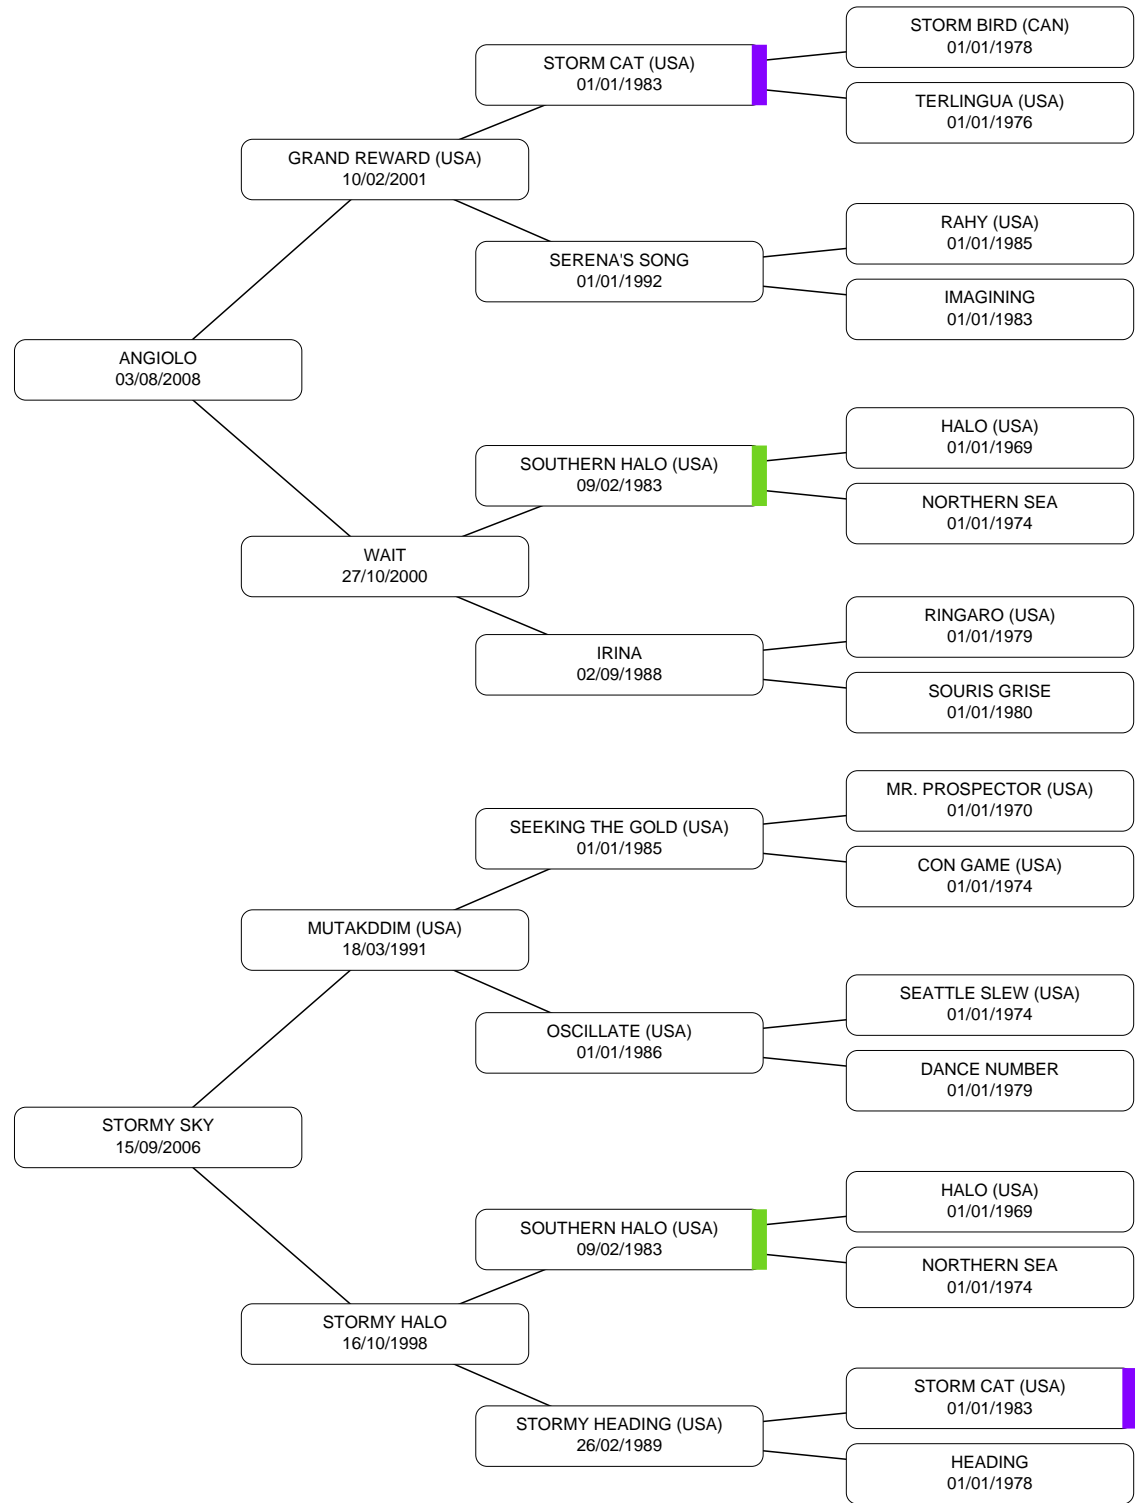 STORM BIRD (CAN)
01/01/1978
STORM CAT (USA)
01/01/1983
TERLINGUA (USA)
01/01/1976
GRAND REWARD (USA)
10/02/2001
RAHY (USA)
01/01/1985
SERENA'S SONG
01/01/1992
IMAGINING
01/01/1983
ANGIOLO
03/08/2008
HALO (USA)
01/01/1969
SOUTHERN HALO (USA)
09/02/1983
NORTHERN SEA
01/01/1974
WAIT
27/10/2000
RINGARO (USA)
01/01/1979
IRINA
02/09/1988
SOURIS GRISE
01/01/1980
MR. PROSPECTOR (USA)
01/01/1970
SEEKING THE GOLD (USA)
01/01/1985
CON GAME (USA)
01/01/1974
MUTAKDDIM (USA)
18/03/1991
SEATTLE SLEW (USA)
01/01/1974
OSCILLATE (USA)
01/01/1986
DANCE NUMBER
01/01/1979
STORMY SKY
15/09/2006
HALO (USA)
01/01/1969
SOUTHERN HALO (USA)
09/02/1983
NORTHERN SEA
01/01/1974
STORMY HALO
16/10/1998
STORM CAT (USA)
01/01/1983
STORMY HEADING (USA)
26/02/1989
HEADING
01/01/1978